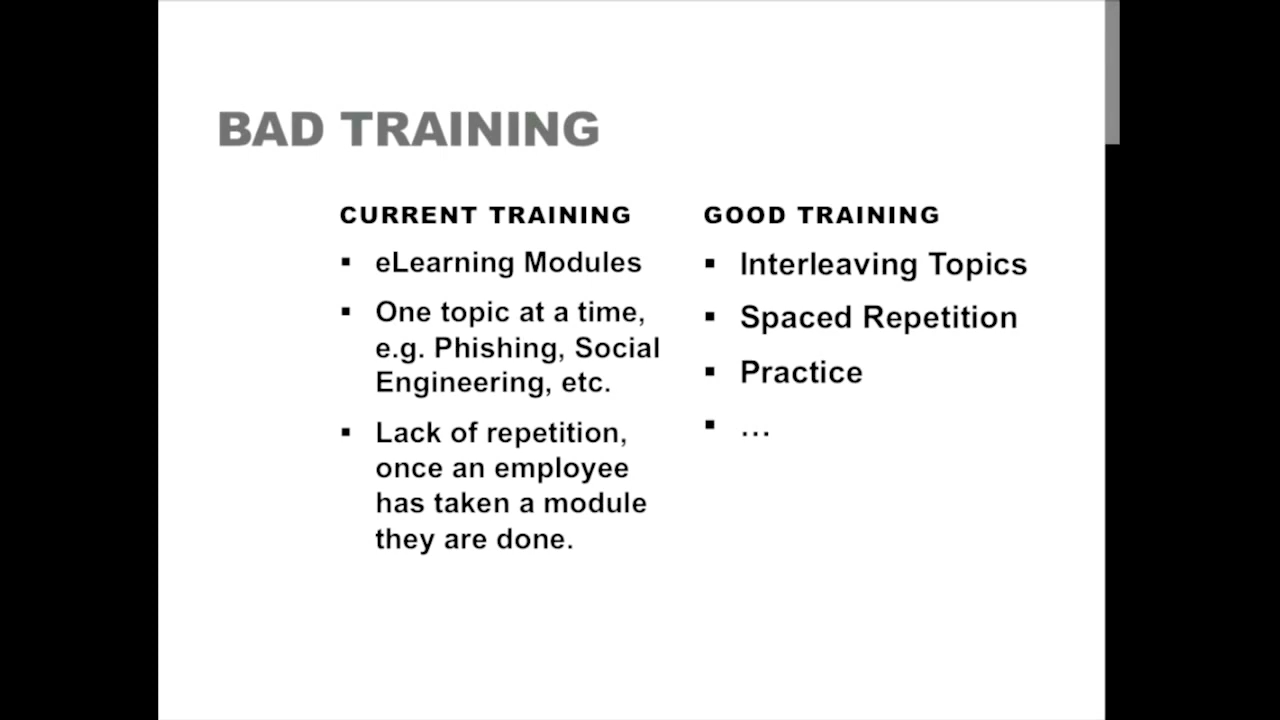 BAD TRAINING
CURRENT TRAINING
▪ eLearning Modules
▪ One topic at a time,
e.g. Phishing, Social
Engineering, etc.
▪ Lack of repetition,
once an employee
has taken a module
they are done.
GOOD TRAINING
▪ Interleaving Topics
▪ Spaced Repetition
▪ Practice
▪ …